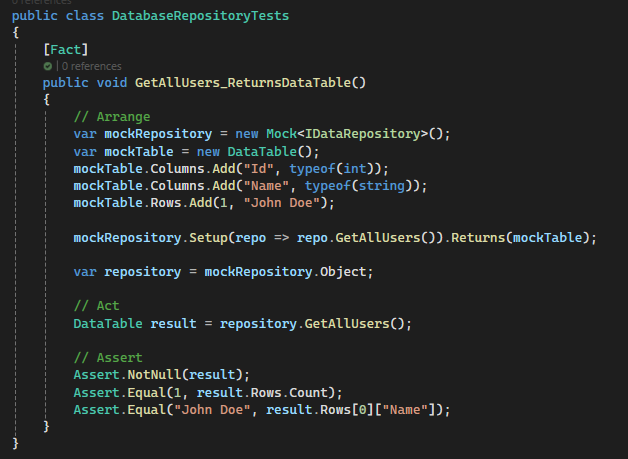 0 references
public class DatabaseRepositoryTests
{
[Fact]
| 0 references
public void GetAllUsers_ReturnsDataTable()
{
// Arrange
var mockRepository = new Mock<IDataRepository>();
var mockTable = new DataTable();
mockTable.Columns.Add("Id", typeof(int));
mockTable.Columns.Add("Name", typeof(string));
mockTable.Rows.Add(1, "John Doe");
mockRepository.Setup(repo => repo.GetAllUsers()).Returns(mockTable);
var repository = mockRepository.Object;
// Act
DataTable result = repository.GetAllUsers();
// Assert
Assert.NotNull(result);
Assert.Equal(1, result.Rows.Count);
Assert.Equal("John Doe", result.Rows[0]["Name"]);
}
}